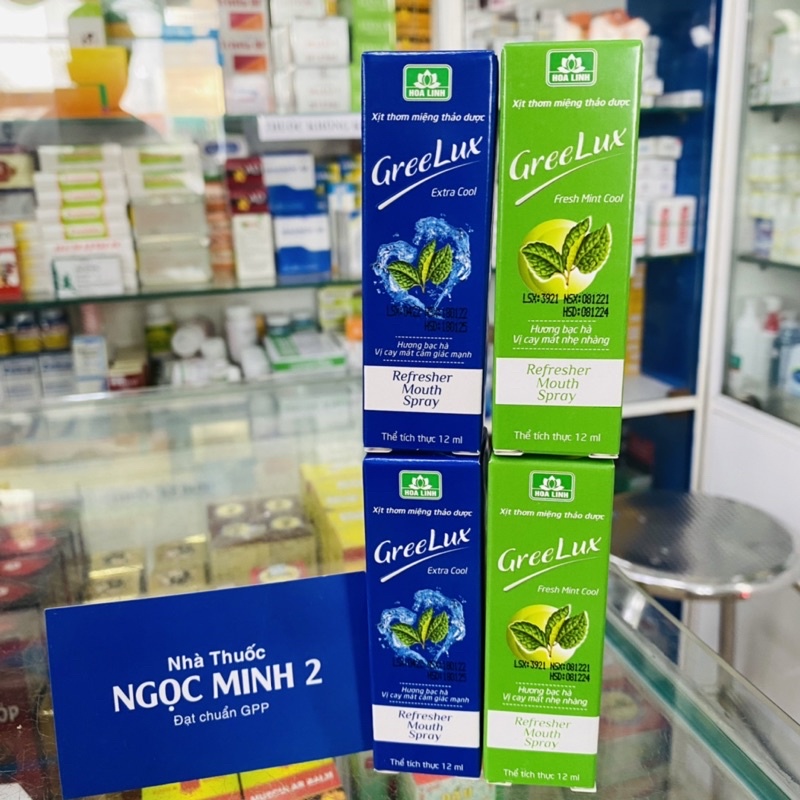 HOA LINH
Xịt thơm miệng thảo dược
GreeLux
Extra Cool
HSD:180125
Hương bạc hà
Vị cay mát cảm giác mạnh
Refresher
Mouth
Spray
Thể tích thực 12 ml
HOA LINH
Xịt thơm miệng thảo dược
GreeLux
Fresh Mint Cool
LSX:3921 NSX:081221
HSD:081224
Hương bạc hà
Vị cay mát nhẹ nhàng
Refresher
Mouth
Spray
Thể tích thực 12 ml
HOA LINH
Xịt thơm miệng thảo dược
GreeLux
Extra Cool
Hương bạc hà
Vị cay mát cảm giác mạnh
Refresher
Mouth
Spray
Thể tích thực 12 ml
HOA LINH
Xịt thơm miệng thảo dược
GreeLux
Fresh Mint Cool
LSX:3921 NSX:081221
HSD:081224
Hương bạc hà
Vị cay mát nhẹ nhàng
Refresher
Mouth
Spray
Thể tích thực 12 ml
Nhà Thuốc
NGỌC MINH 2
Đạt chuẩn GPP